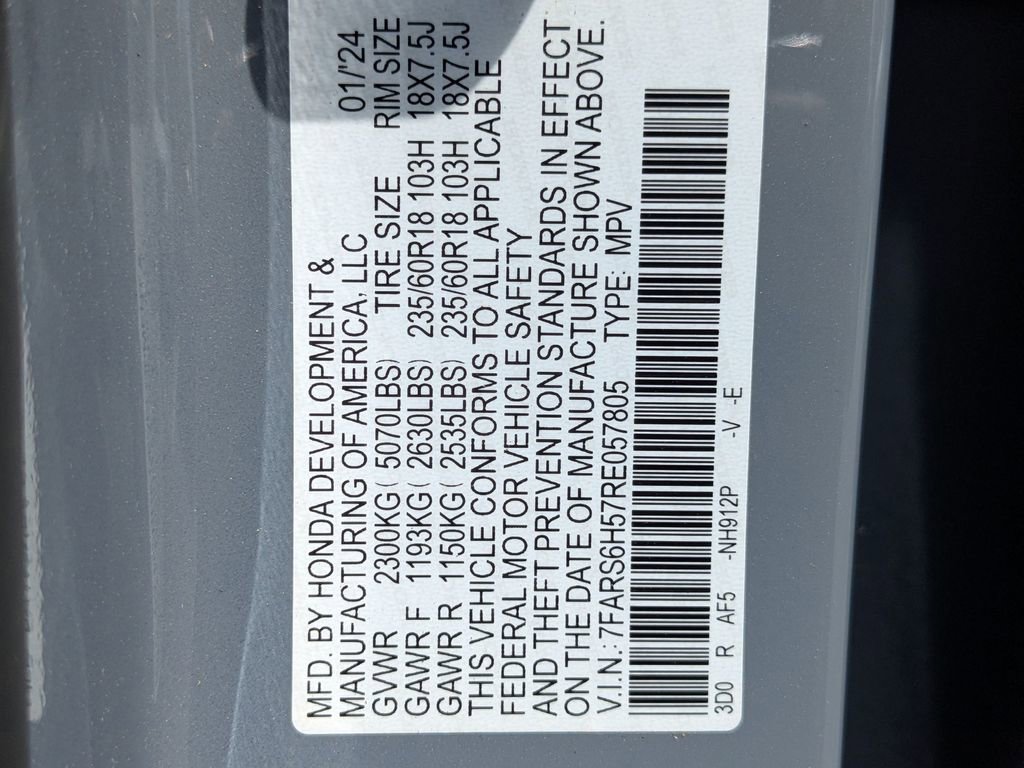 MFD. BY HONDA DEVELOPMENT &
MANUFACTURING OF AMERICA, LLC 01/'24
GVWR 2300KG ( 5070LBS) TIRE SIZE RIM SIZE
GAWR F 1193KG ( 2630LBS) 235/60R18 103H 18X7.5J
GAWR R 1150KG ( 2535LBS) 235/60R18 103H 18X7.5J
THIS VEHICLE CONFORMS TO ALL APPLICABLE
FEDERAL MOTOR VEHICLE SAFETY
AND THEFT PREVENTION STANDARDS IN EFFECT
ON THE DATE OF MANUFACTURE SHOWN ABOVE.
V.I.N.: 7FARS6H57RE057805 TYPE: MPV
3D0 R AF5 -NH912P -V -E